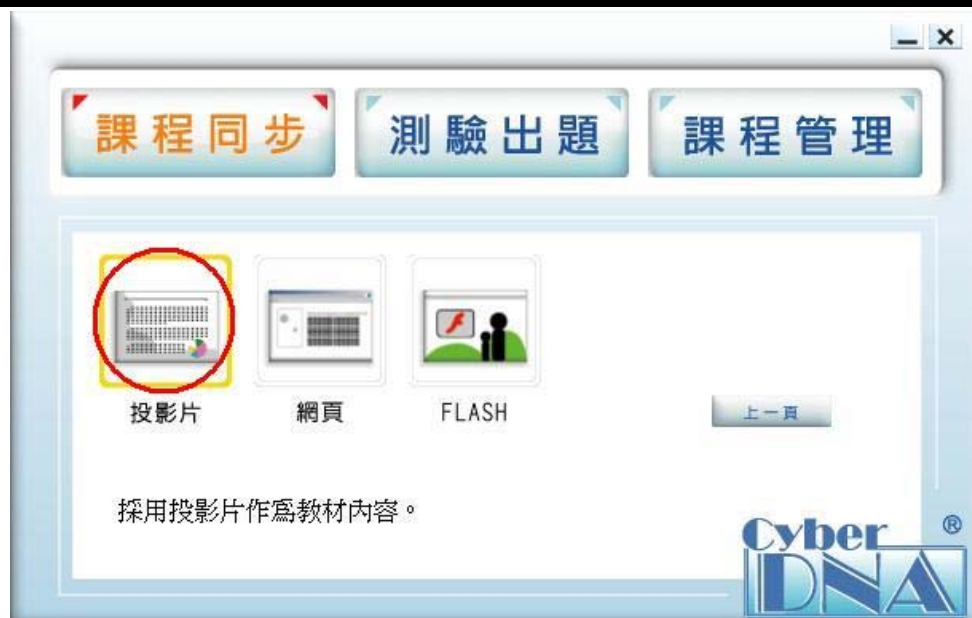 課程同步 測驗出題 課程管理
投影片 網頁 FLASH
上一頁
採用投影片作為教材內容。
Cyber ®
DNA